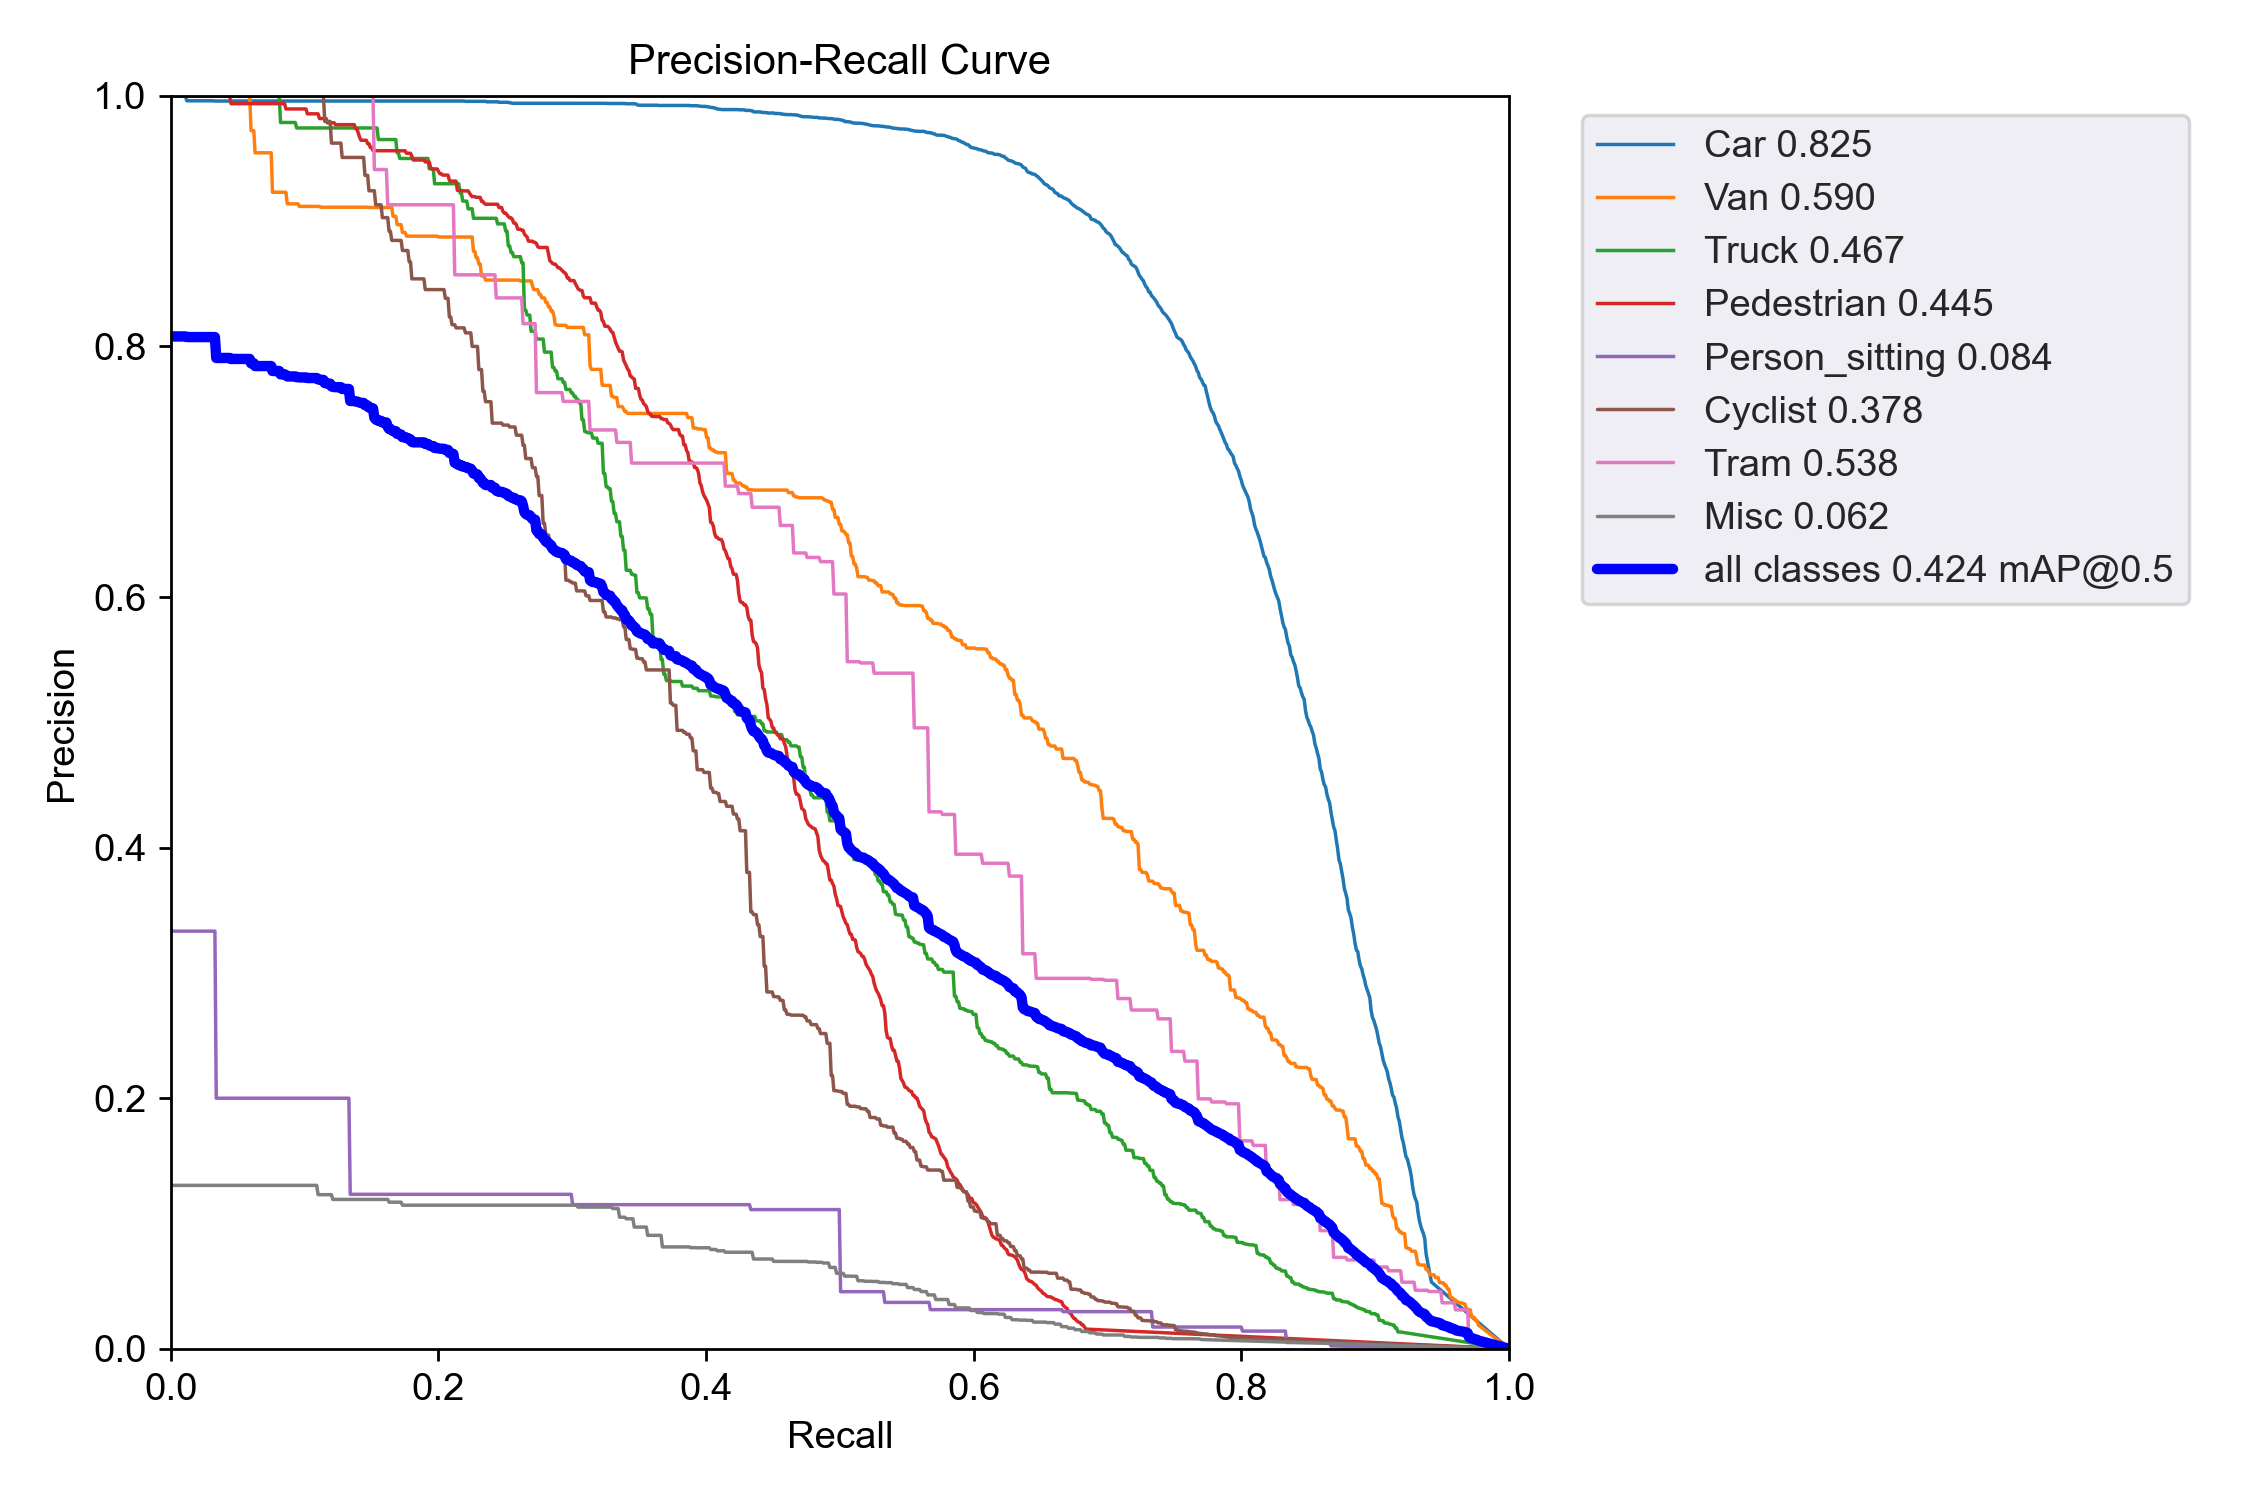 Precision-Recall Curve
1.0
0.8
0.6
0.4
0.2
0.0
Precision
0.0 0.2 0.4 0.6 0.8 1.0
Recall
Car 0.825
Van 0.590
Truck 0.467
Pedestrian 0.445
Person_sitting 0.084
Cyclist 0.378
Tram 0.538
Misc 0.062
all classes 0.424 mAP@0.5